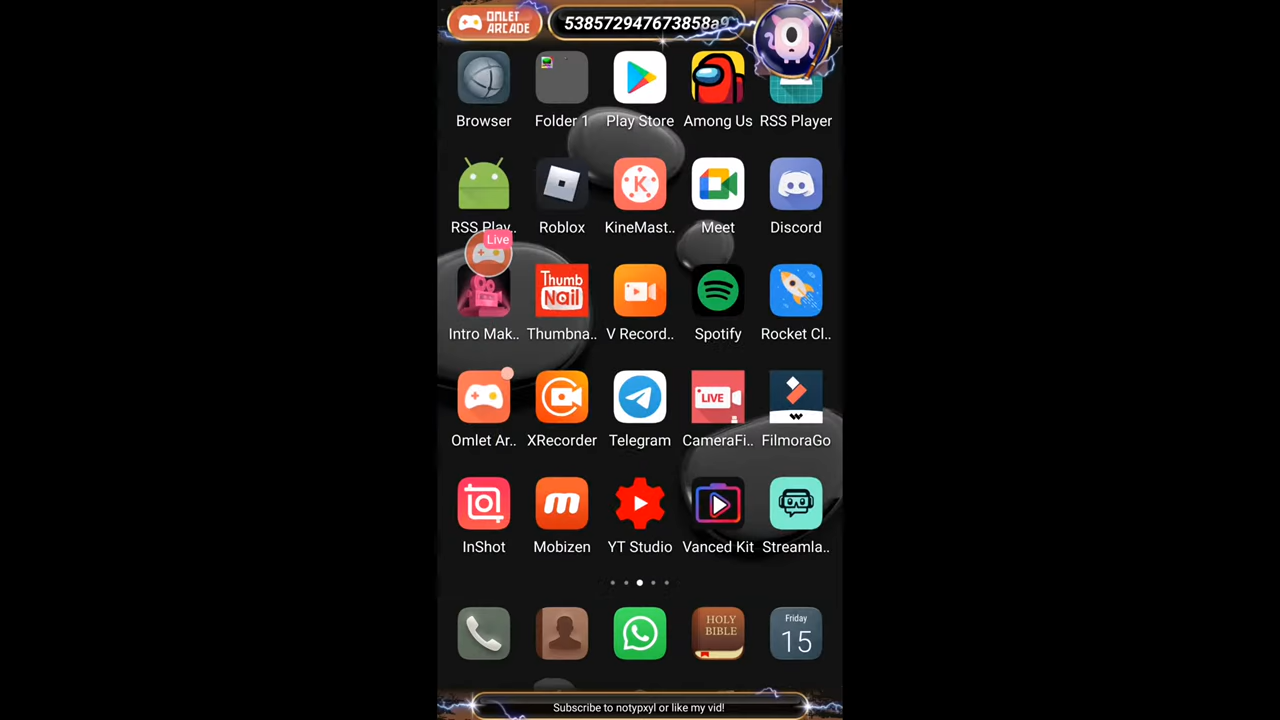 OMLET
ARCADE
538572947673858a9
Browser
Folder 1
Play Store
Among Us
RSS Player
RSS Play..
Roblox
KineMast..
Meet
Discord
Live
Intro Mak..
Thumb
Nail
Thumbna..
V Record..
Spotify
Rocket Cl..
Omlet Ar..
XRecorder
Telegram
LIVE
CameraFi..
FilmoraGo
InShot
Mobizen
YT Studio
Vanced Kit
Streamla..
HOLY
BIBLE
Friday
15
Subscribe to notypxyl or like my vid!